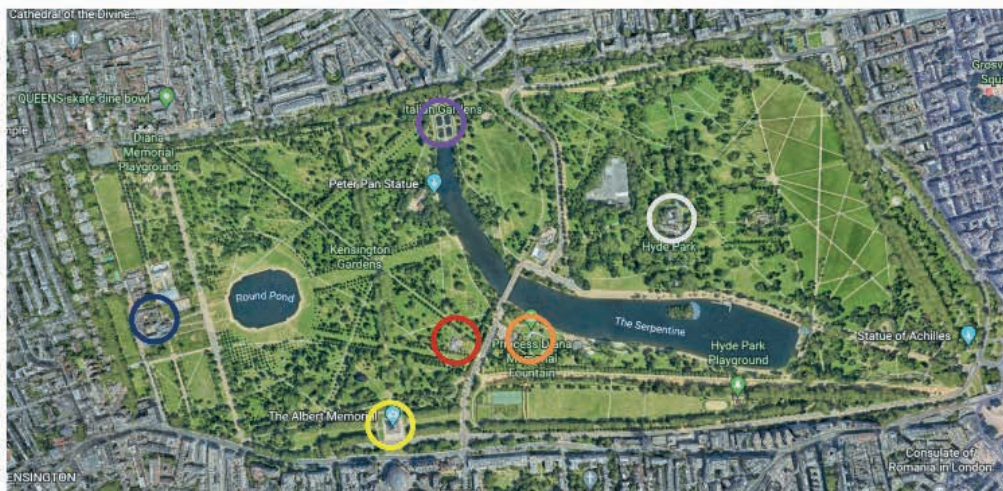 Cathedral of the Divine...
QUEENS skate dine bowl
Diana
Memorial
Playground
Italian Gardens
Peter Pan Statue
Kensington
Gardens
Round Pond
Hyde Park
The Serpentine
Princess Diana
Memorial
Fountain
Hyde Park
Playground
Statue of Achilles
The Albert Memorial
Consulate of
Romania in London
ENSINGTON